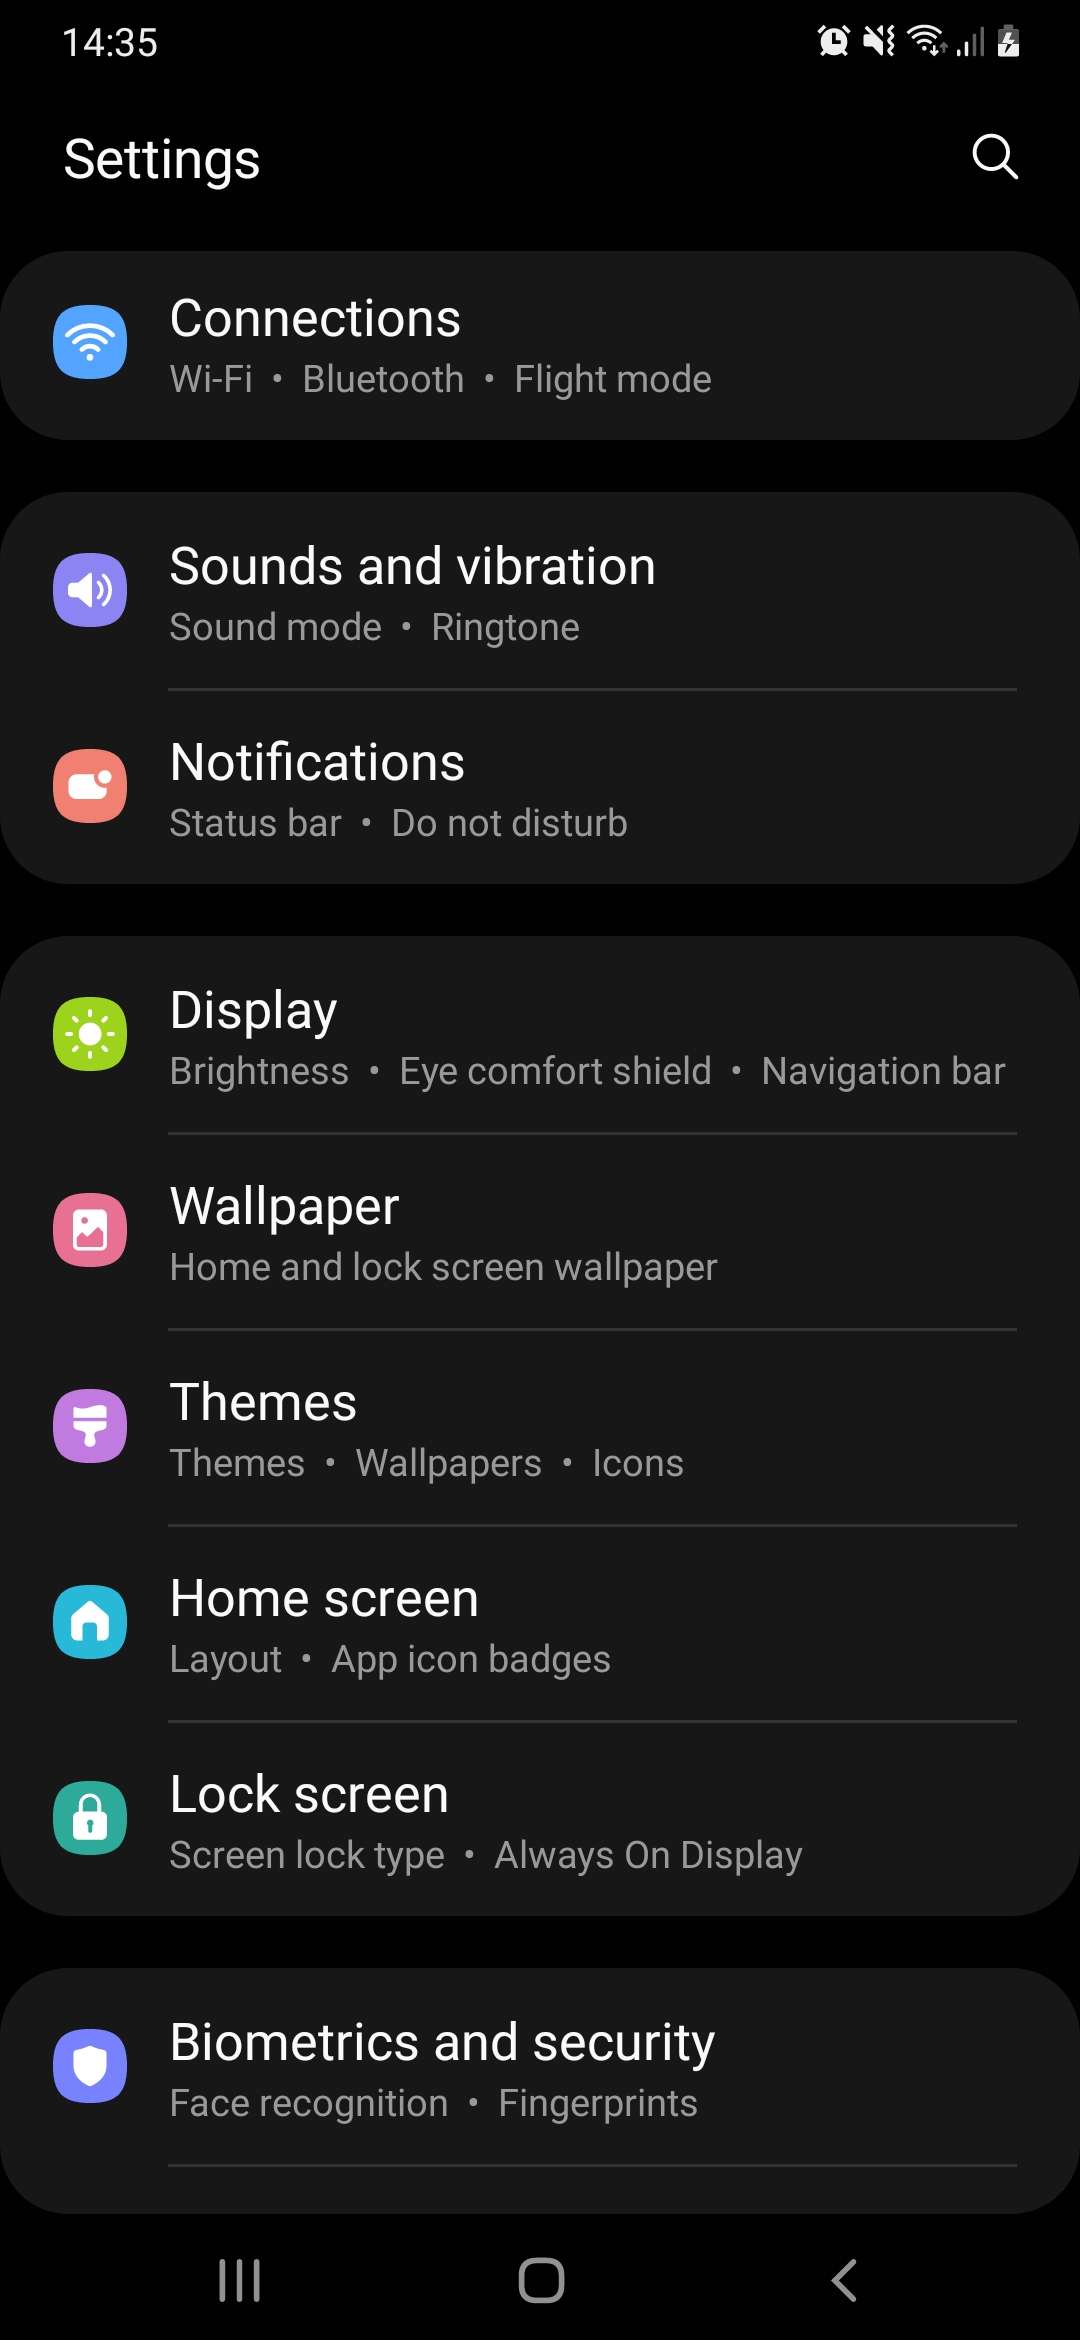 14:35
Settings
Connections
Wi-Fi • Bluetooth • Flight mode
Sounds and vibration
Sound mode • Ringtone
Notifications
Status bar • Do not disturb
Display
Brightness • Eye comfort shield • Navigation bar
Wallpaper
Home and lock screen wallpaper
Themes
Themes • Wallpapers • Icons
Home screen
Layout • App icon badges
Lock screen
Screen lock type • Always On Display
Biometrics and security
Face recognition • Fingerprints